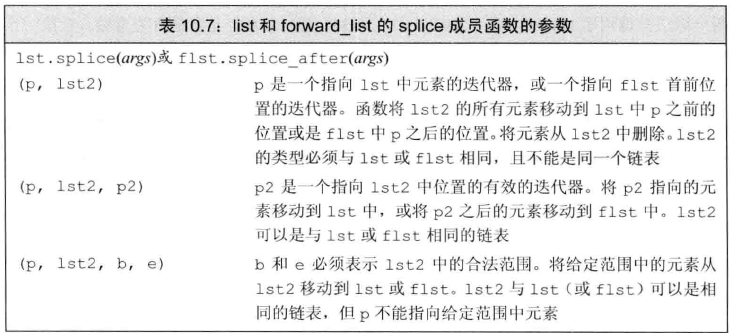 表 10.7：list 和 forward_list 的 splice 成员函数的参数
lst.splice(args)或 flst.splice_after(args)
(p, lst2) p 是一个指向 lst 中元素的迭代器，或一个指向 flst 首前位
置的迭代器。函数将 lst2 的所有元素移动到 lst 中 p 之前的
位置或是 flst 中 p 之后的位置。将元素从 lst2 中删除。lst2
的类型必须与 lst 或 flst 相同，且不能是同一个链表
(p, lst2, p2) p2 是一个指向 lst2 中位置的有效的迭代器。将 p2 指向的元
素移动到 lst 中，或将 p2 之后的元素移动到 flst 中。lst2
可以是与 lst 或 flst 相同的链表
(p, lst2, b, e) b 和 e 必须表示 lst2 中的合法范围。将给定范围中的元素从
lst2 移动到 lst 或 flst。lst2 与 lst（或 flst）可以是相
同的链表，但 p 不能指向给定范围中元素